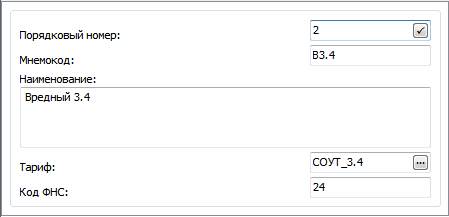 Порядковый номер: 2
Мнемокод: В3.4
Наименование:
Вредный 3.4
Тариф: СОУТ_3.4
Код ФНС: 24